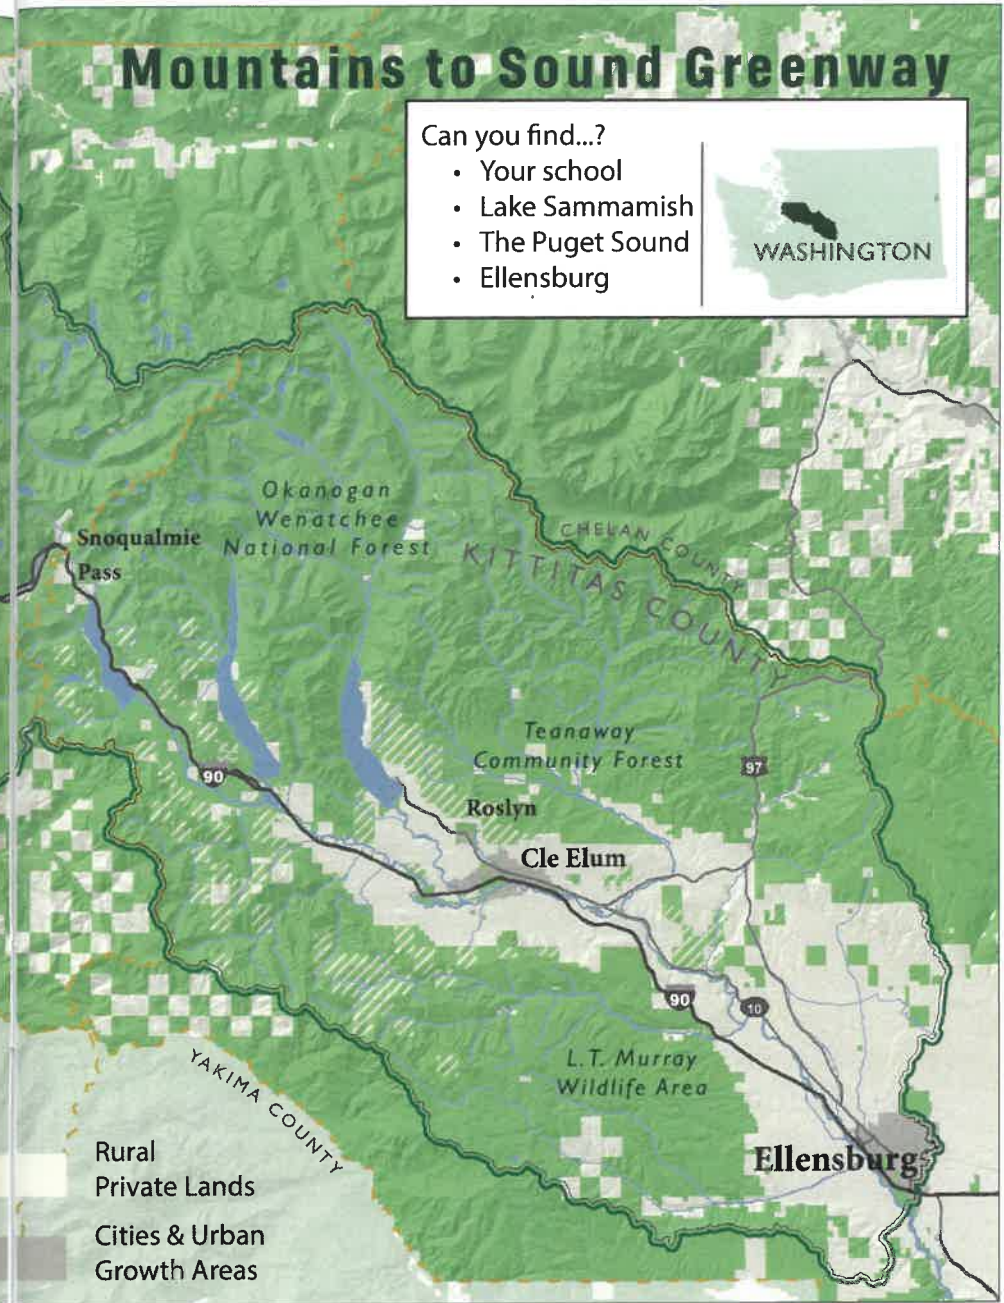 Mountains to Sound Greenway
Can you find...?
• Your school
• Lake Sammamish
• The Puget Sound
• Ellensburg
WASHINGTON
Okanogan
Wenatchee
National Forest
CHELAN COUNTY
KITTITAS COUNTY
Snoqualmie
Pass
Teanaway
Community Forest
97
90
Roslyn
Cle Elum
90
10
L.T. Murray
Wildlife Area
YAKIMA COUNTY
Ellensburg
Rural
Private Lands
Cities & Urban
Growth Areas